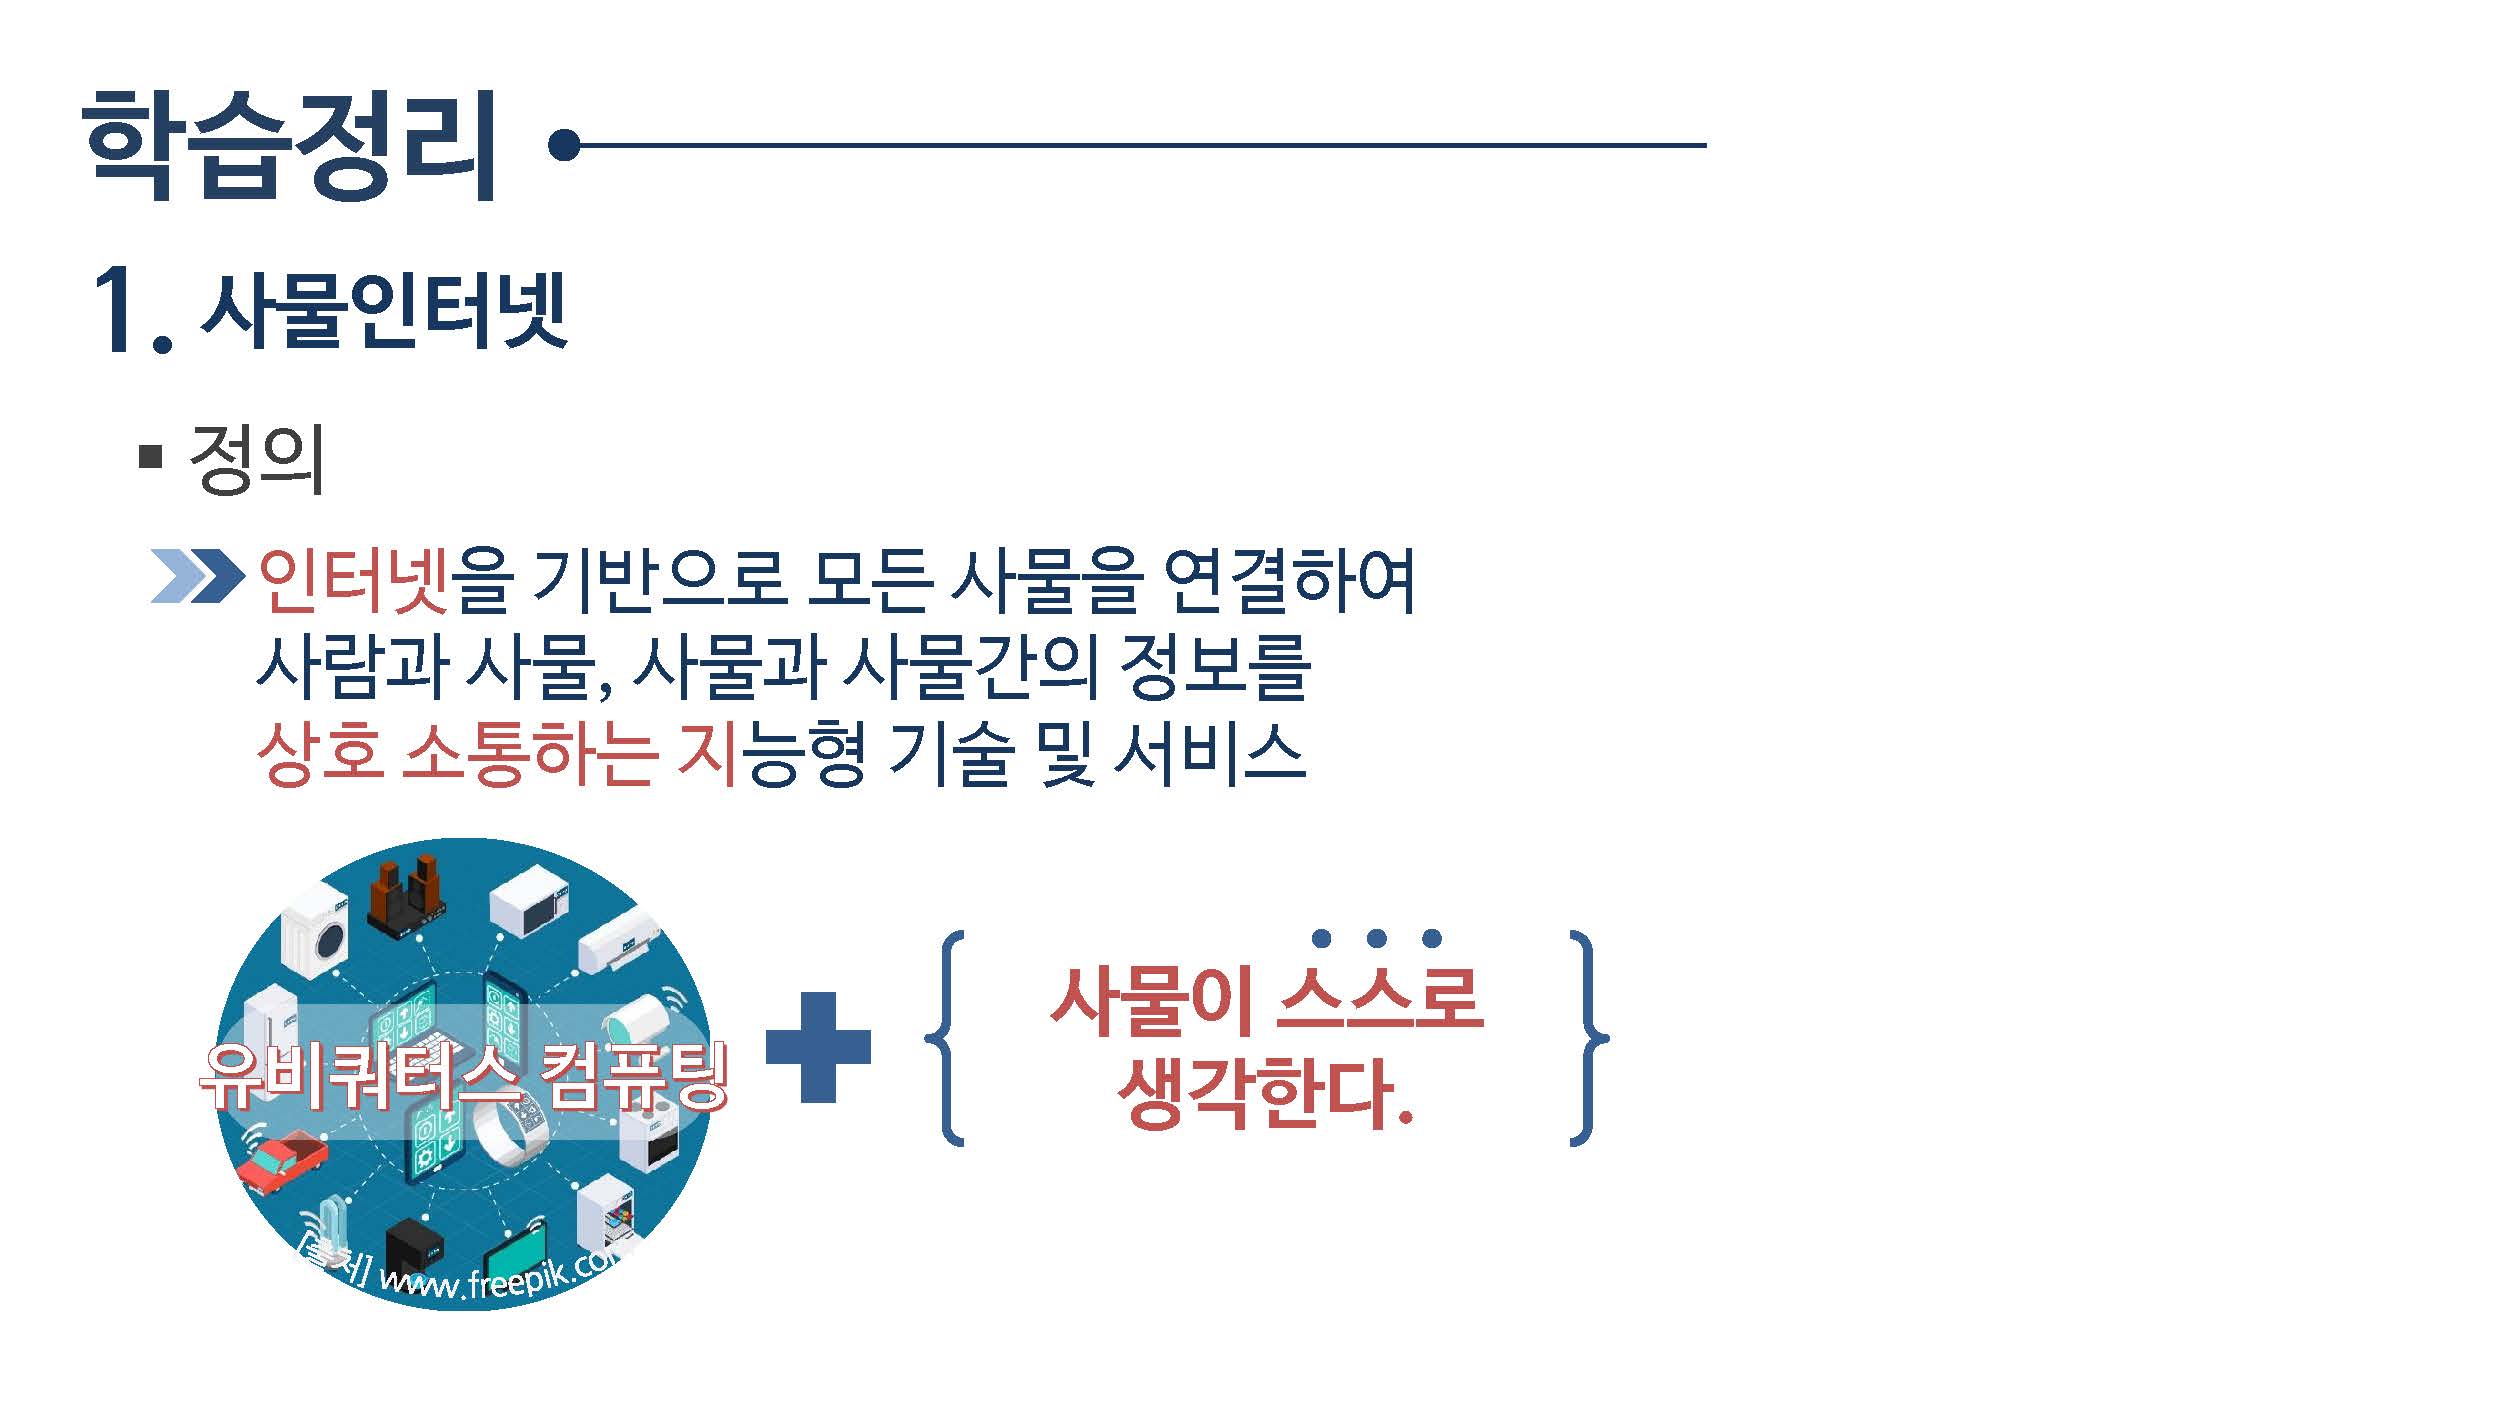 학습정리
1. 사물인터넷
▪ 정의
인터넷을 기반으로 모든 사물을 연결하여
사람과 사물, 사물과 사물간의 정보를
상호 소통하는 지능형 기술 및 서비스
유비쿼터스 컴퓨팅
사물이 스스로
생각한다.
[출처] www.freepik.com